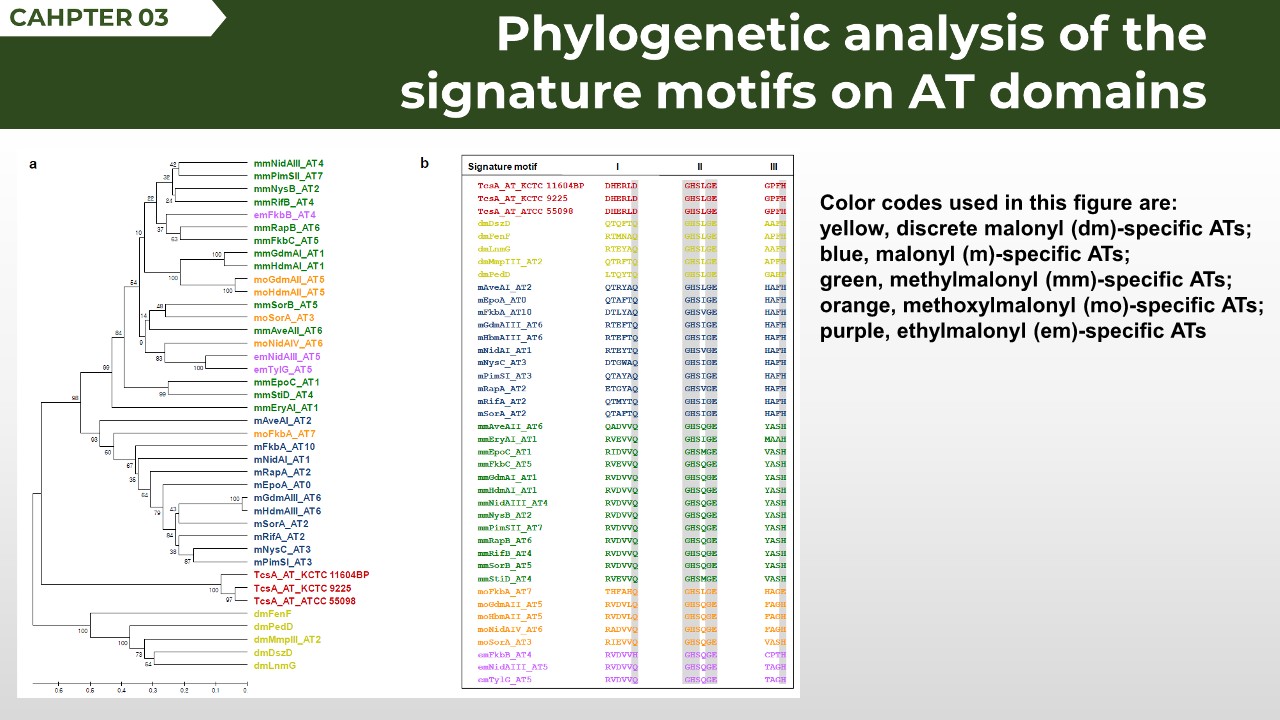 CAHPTER 03
Phylogenetic analysis of the
signature motifs on AT domains
a
mmNidAIII_AT4
mmPimSII_AT7
mmNysB_AT2
mmRifB_AT4
emFkbB_AT4
mmRapB_AT6
mmFkbC_AT5
mmGdmAI_AT1
mmHdmAI_AT1
moGdmAII_AT5
moHdmAII_AT5
mmSorB_AT5
moSorA_AT3
mmAveAII_AT6
moNidAIV_AT6
emNidAIII_AT5
emTylG_AT5
mmEpoC_AT1
mmStiD_AT4
mmEryAI_AT1
mAveAI_AT2
moFkbA_AT7
mFkbA_AT10
mNidAI_AT1
mRapA_AT2
mEpoA_AT0
mGdmAIII_AT6
mHdmAIII_AT6
mSorA_AT2
mRifA_AT2
mNysC_AT3
mPimSI_AT3
TcsA_AT_KCTC 11604BP
TcsA_AT_KCTC 9225
TcsA_AT_ATCC 55098
dmFenF
dmPedD
dmMmpIII_AT2
dmDszD
dmLnmG
0.6 0.6 0.4 0.3 0.2 0.1 0.
b
Signature motif I II III
TcsA_AT_KCTC 11604BP DHERLD GHSLGE GPFH
TcsA_AT_KCTC 9225 DHERLD GHSLGE GPFH
TcsA_AT_ATCC 55098 DHERLD GHSLGE GPFH
dmDszD QTQFTQ GHSLGE AAFH
dmFenF RTMNAQ GHSLGE APFH
dmLnmG RTEYAQ GHSLGE AAFH
dmMmpIII_AT2 QTRFTQ GHSLGE APFH
dmPedD LTQYTQ GHSLGE GAHF
mAveAI_AT2 QTRYAQ GHSIGE HAFH
mEpoA_AT0 QTAFTQ GHSIGE HAFH
mFkbA_AT10 DTLYAQ GHSVGE HAFH
mGdmAIII_AT6 RTEFTQ GHSIGE HAFH
mHbmAIII_AT6 RTEFTQ GHSIGE HAFH
mNidAI_AT1 RTEYTQ GHSVGE HAFH
mNysC_AT3 DTGWAQ GHSIGE HAFH
mPimSI_AT3 QTAYAQ GHSIGE HAFH
mRapA_AT2 ETGYAQ GHSVGE HAFH
mRifA_AT2 QTMYTQ GHSIGE HAFH
mSorA_AT2 QTAFTQ GHSIGE HAFH
mmAveAII_AT6 QADVVQ GHSQGE YASH
mmEryAI_AT1 RVEVVQ GHSIGE MAAH
mmEpoC_AT1 RIDVVQ GHSMGE VASH
mmFkbC_AT5 RVEVVQ GHSQGE YASH
mmGdmAI_AT1 RVDVVQ GHSQGE YASH
mmHdmAI_AT1 RVDVVQ GHSQGE YASH
mmNidAIII_AT4 RVDVVQ GHSQGE YASH
mmNysB_AT2 RVDVVQ GHSQGE YASH
mmPimSII_AT7 RVDVVQ GHSQGE YASH
mmRapB_AT6 RVDVVQ GHSQGE YASH
mmRifB_AT4 RVDVVQ GHSQGE YASH
mmSorB_AT5 RVDVVQ GHSQGE YASH
mmStiD_AT4 RVDVVQ GHSMGE VASH
moFkbA_AT7 THFAHQ GHSLGE HAGE
moGdmAII_AT5 RVDVLQ GHSQGE FAGH
moHbmAII_AT5 RVDVLQ GHSQGE FAGH
moNidAIV_AT6 RADVVQ GHSQGE FAGH
moSorA_AT3 RIEVVQ GHSQGE VASH
emFkbB_AT4 RVDVVH GHSQGE CPTH
emNidAIII_AT5 RVDVVQ GHSQGE TAGH
emTylG_AT5 RVDVVQ GHSQGE TAGH
Color codes used in this figure are:
yellow, discrete malonyl (dm)-specific ATs;
blue, malonyl (m)-specific ATs;
green, methylmalonyl (mm)-specific ATs;
orange, methoxylmalonyl (mo)-specific ATs;
purple, ethylmalonyl (em)-specific ATs